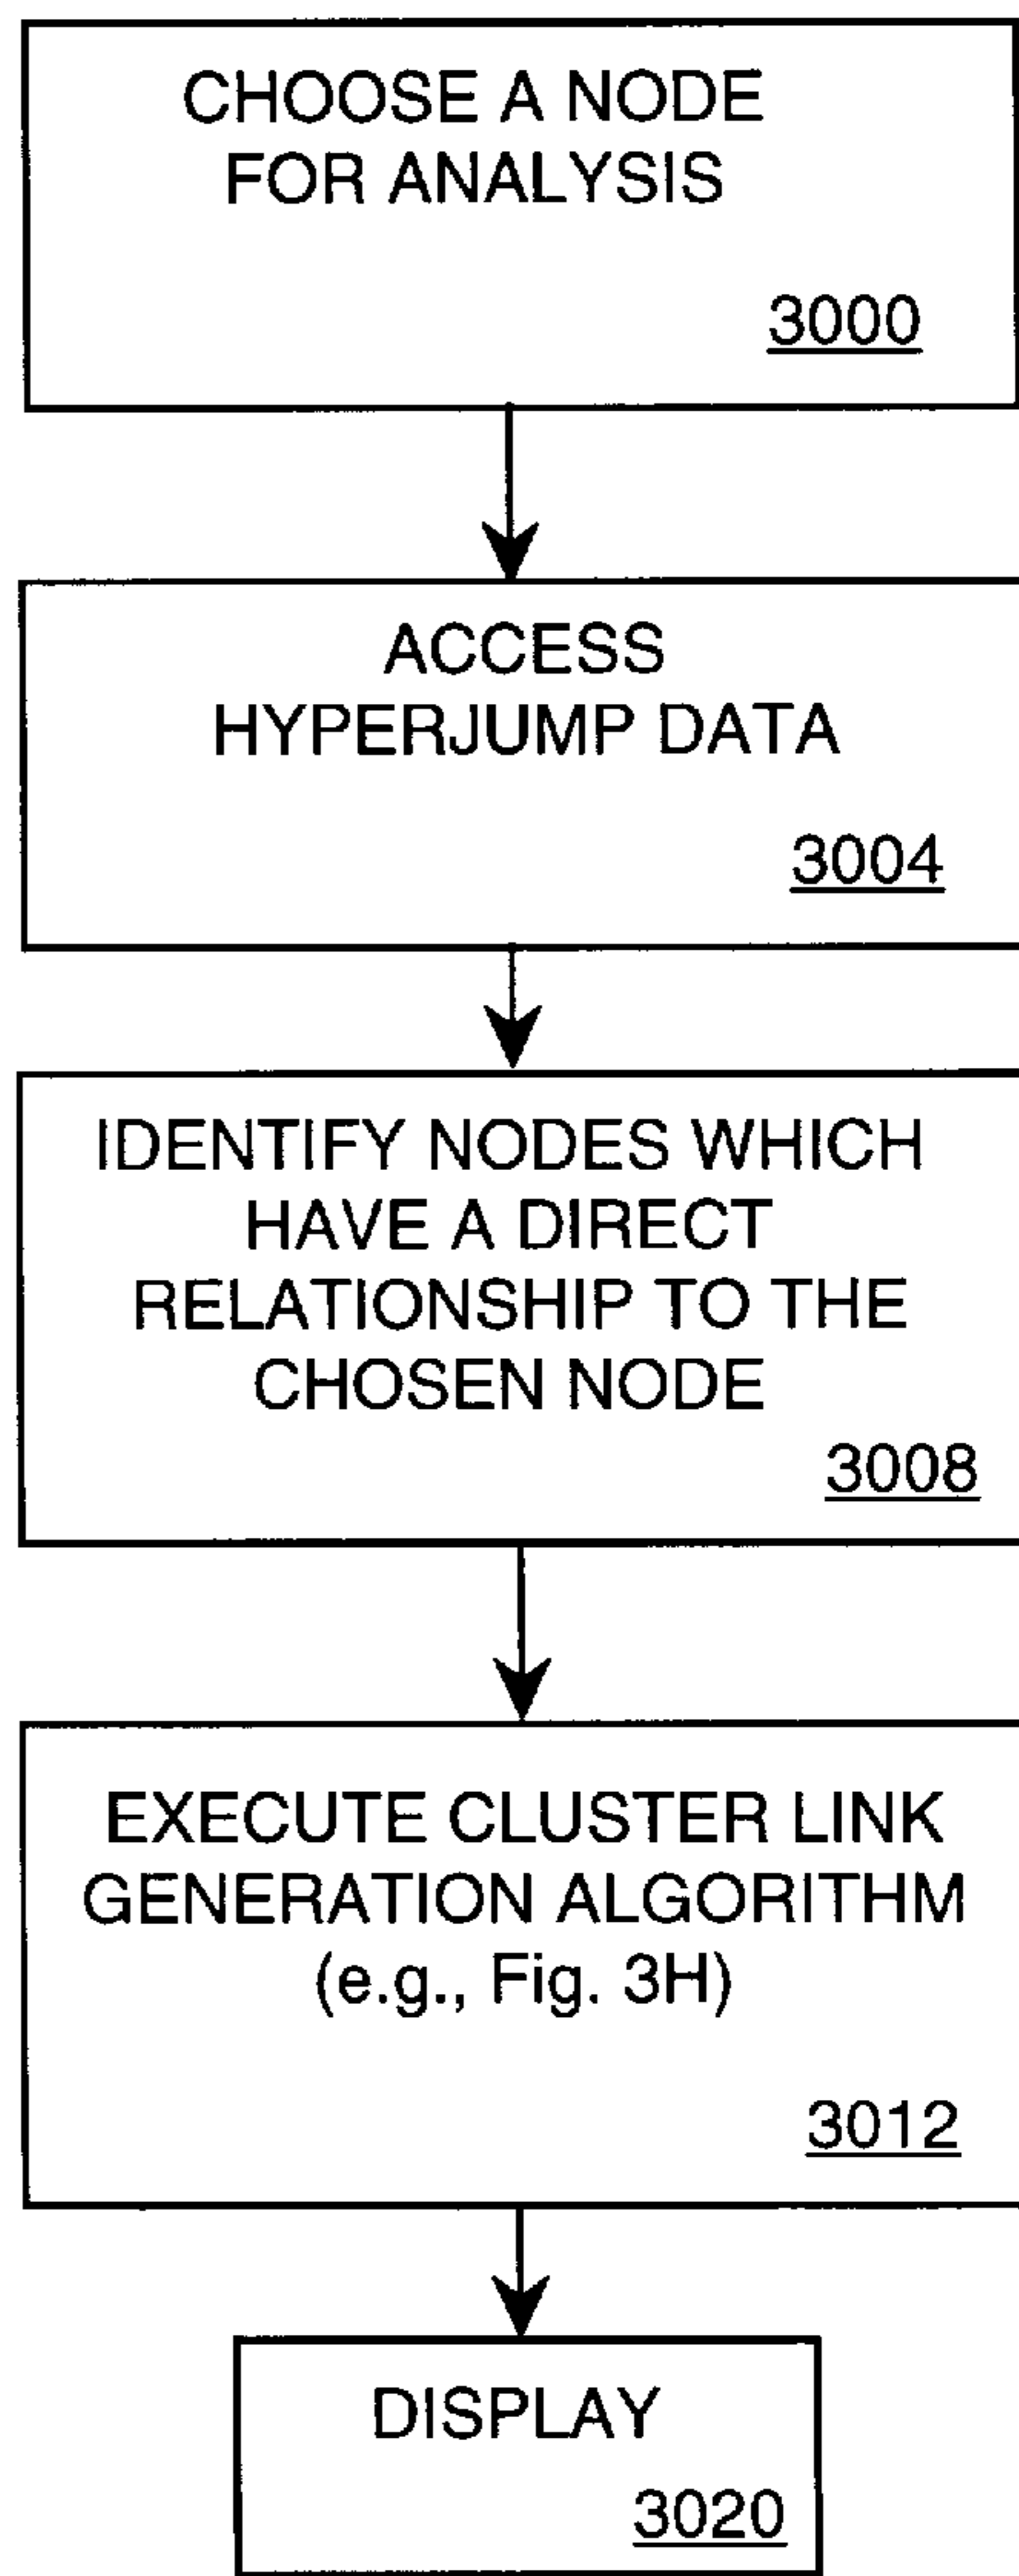 CHOOSE A NODE
FOR ANALYSIS
3000
ACCESS
HYPERJUMP DATA
3004
IDENTIFY NODES WHICH
HAVE A DIRECT
RELATIONSHIP TO THE
CHOSEN NODE
3008
EXECUTE CLUSTER LINK
GENERATION ALGORITHM
(e.g., Fig. 3H)
3012
DISPLAY
3020